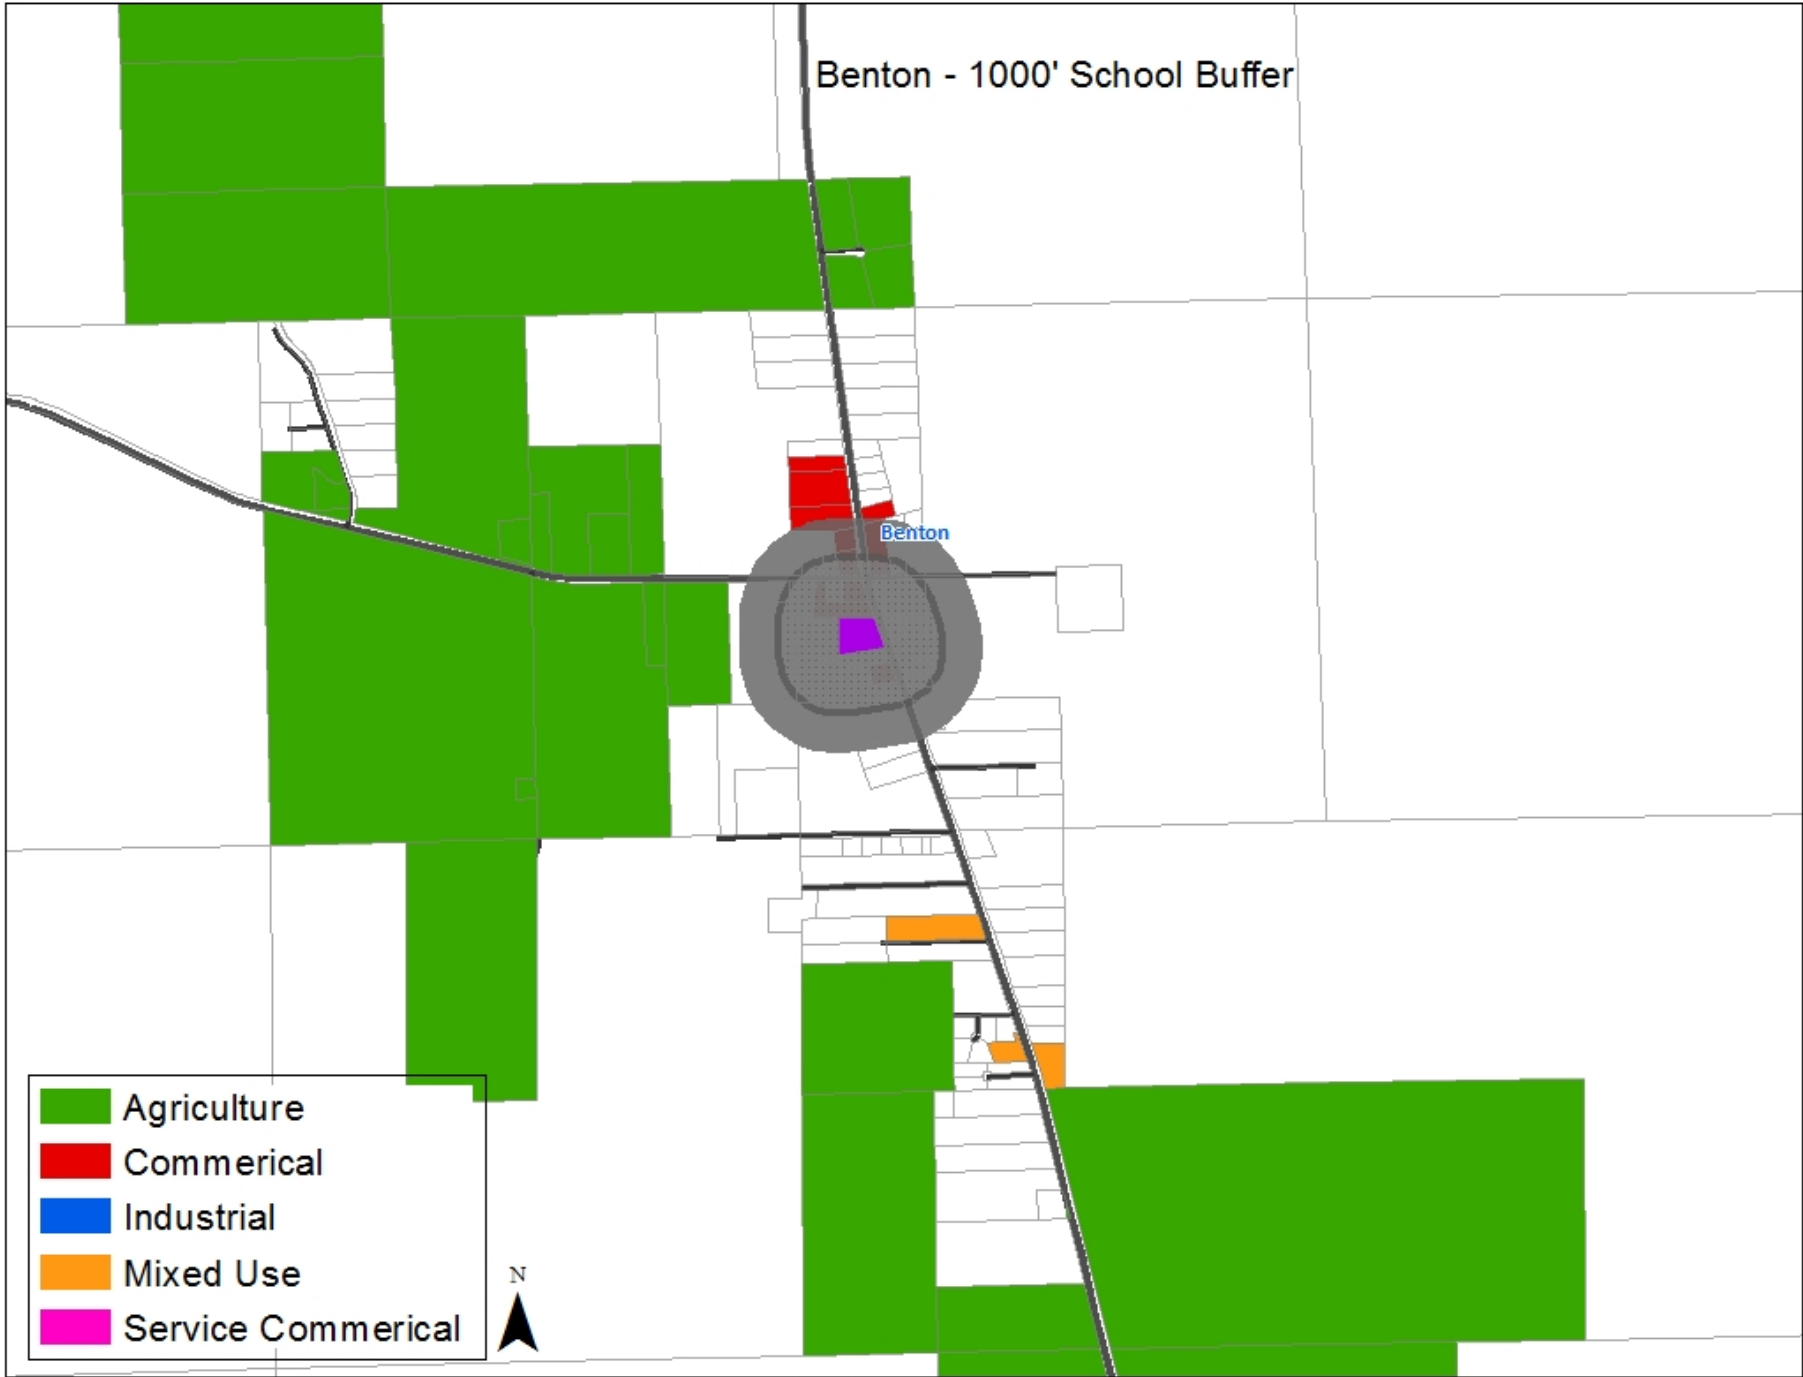 Benton - 1000' School Buffer
Benton
Agriculture
Commerical
Industrial
Mixed Use
Service Commerical
N